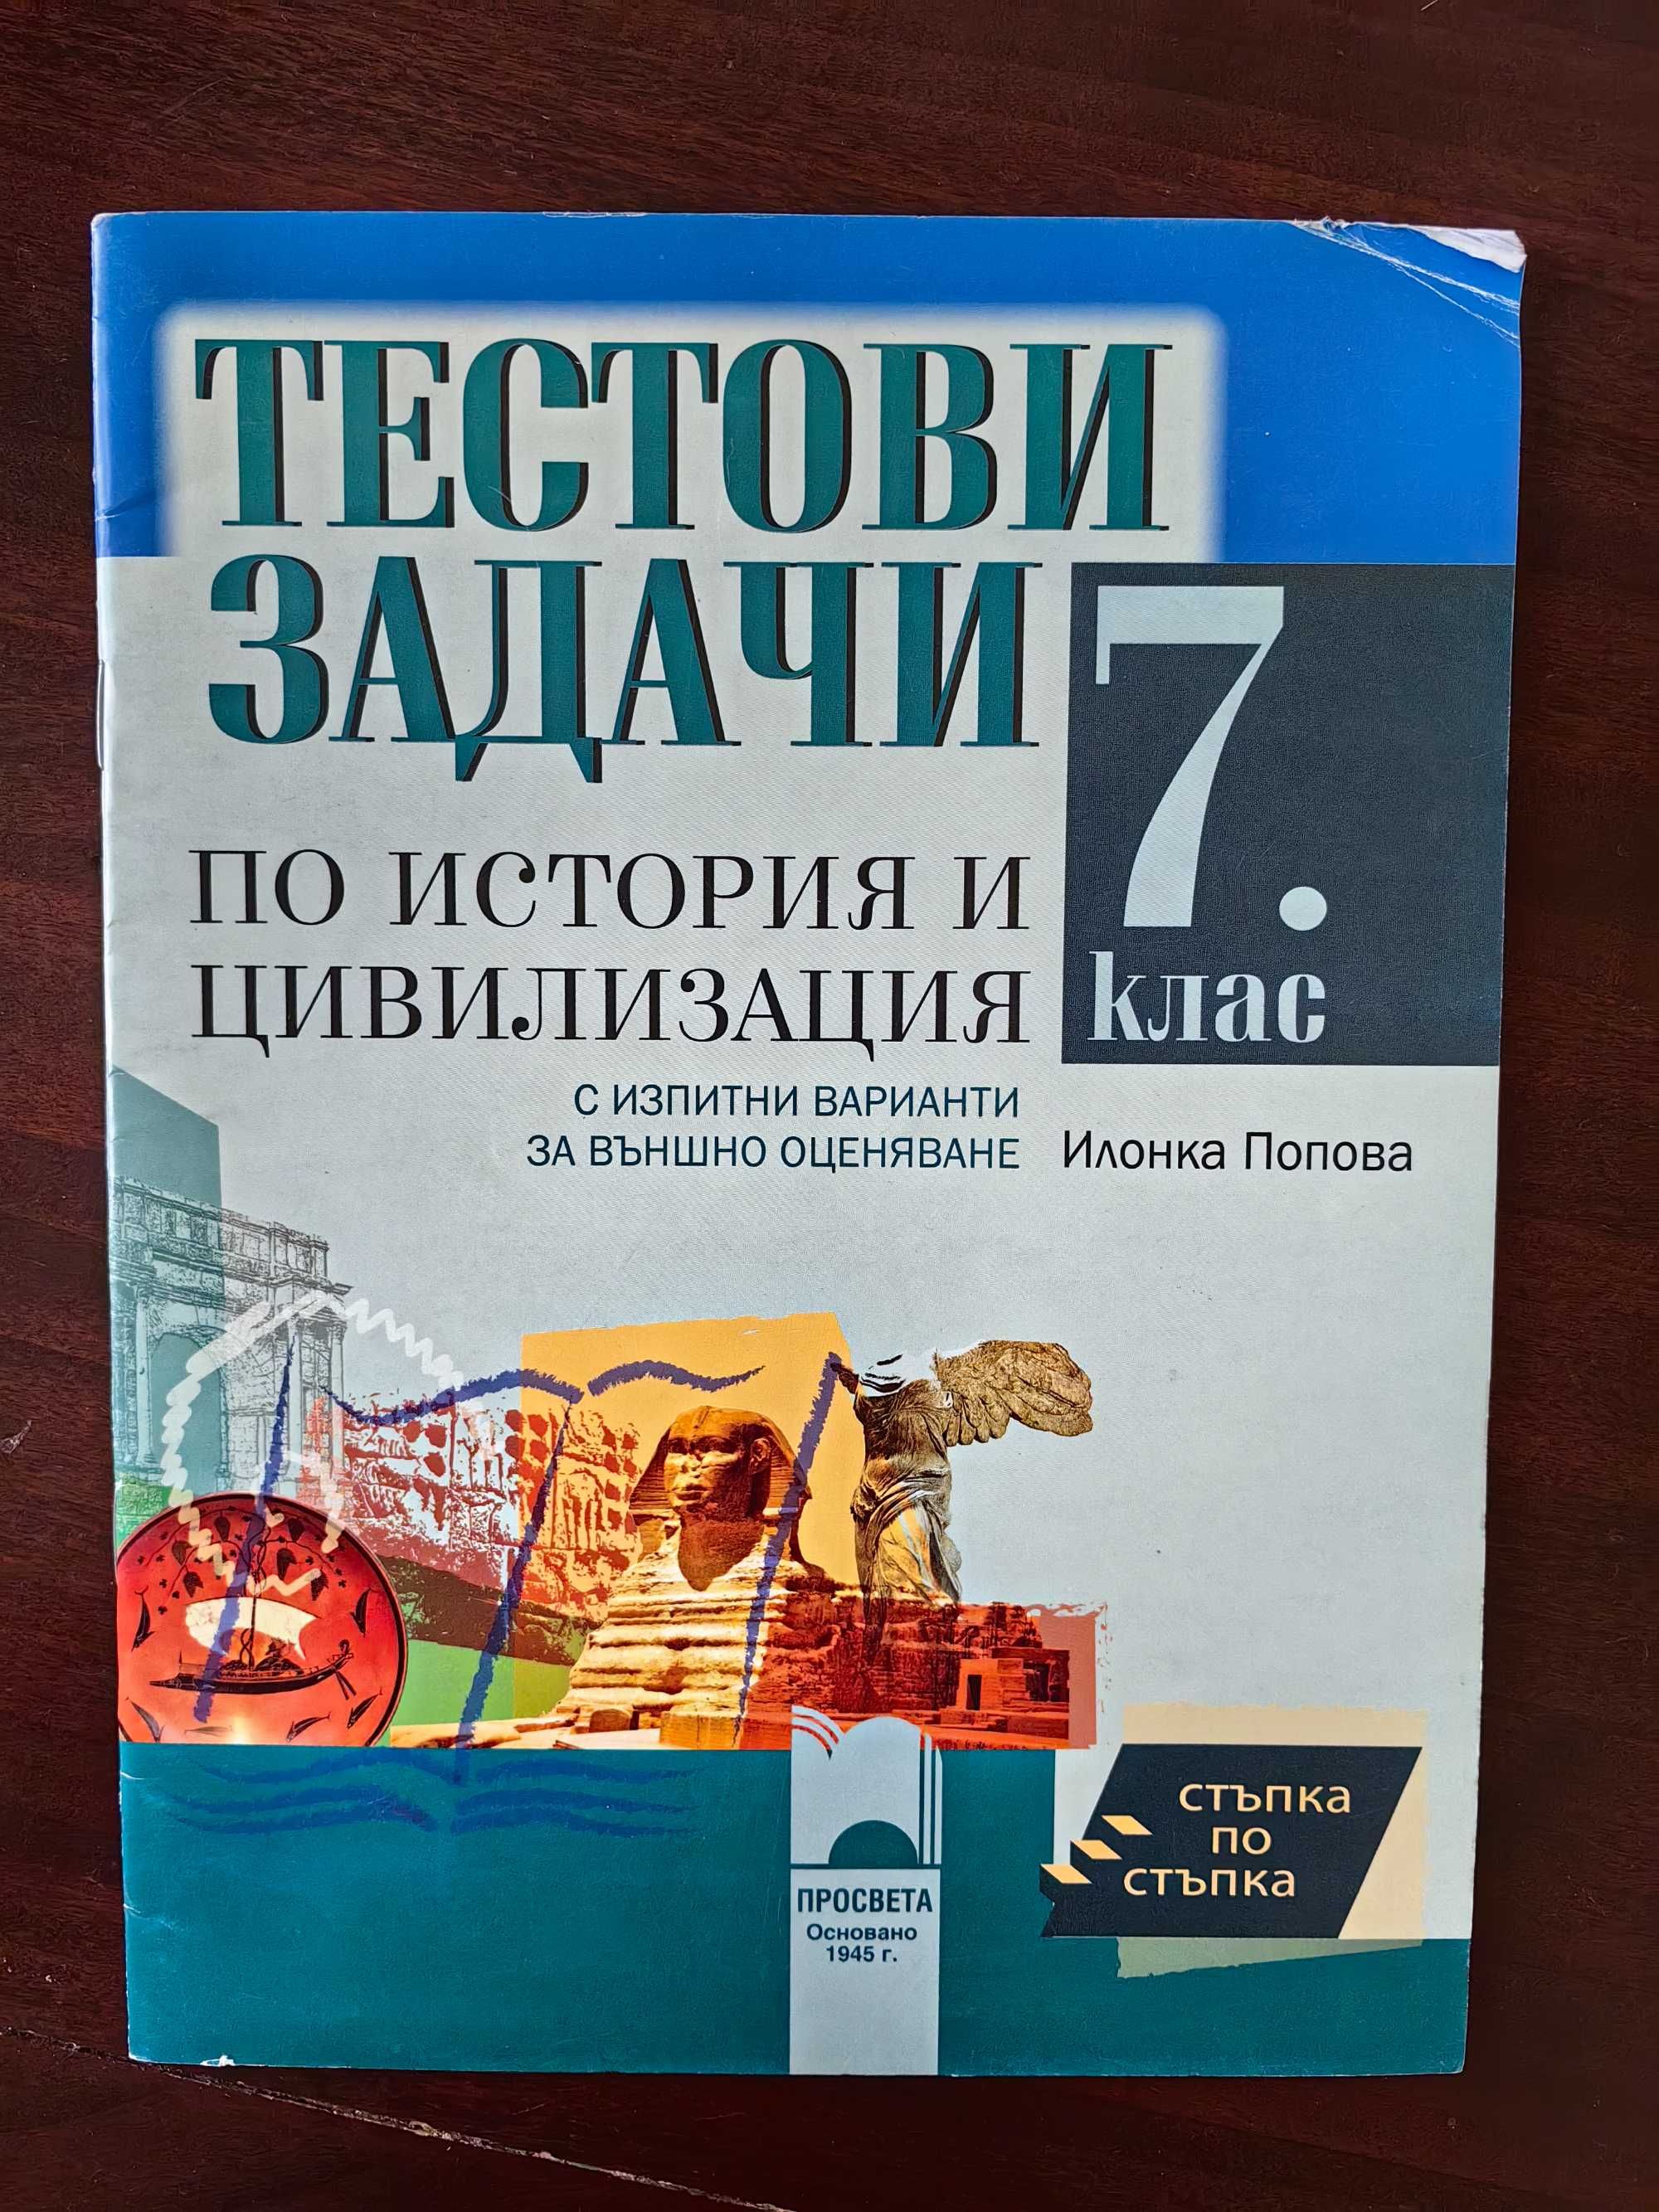 ТЕСТОВИ
ЗАДАЧИ
ПО ИСТОРИЯ И
ЦИВИЛИЗАЦИЯ
7.
клас
С ИЗПИТНИ ВАРИАНТИ
ЗА ВЪНШНО ОЦЕНЯВАНЕ
Илонка Попова
стъпка
по
стъпка
ПРОСВЕТА
Основано
1945 г.